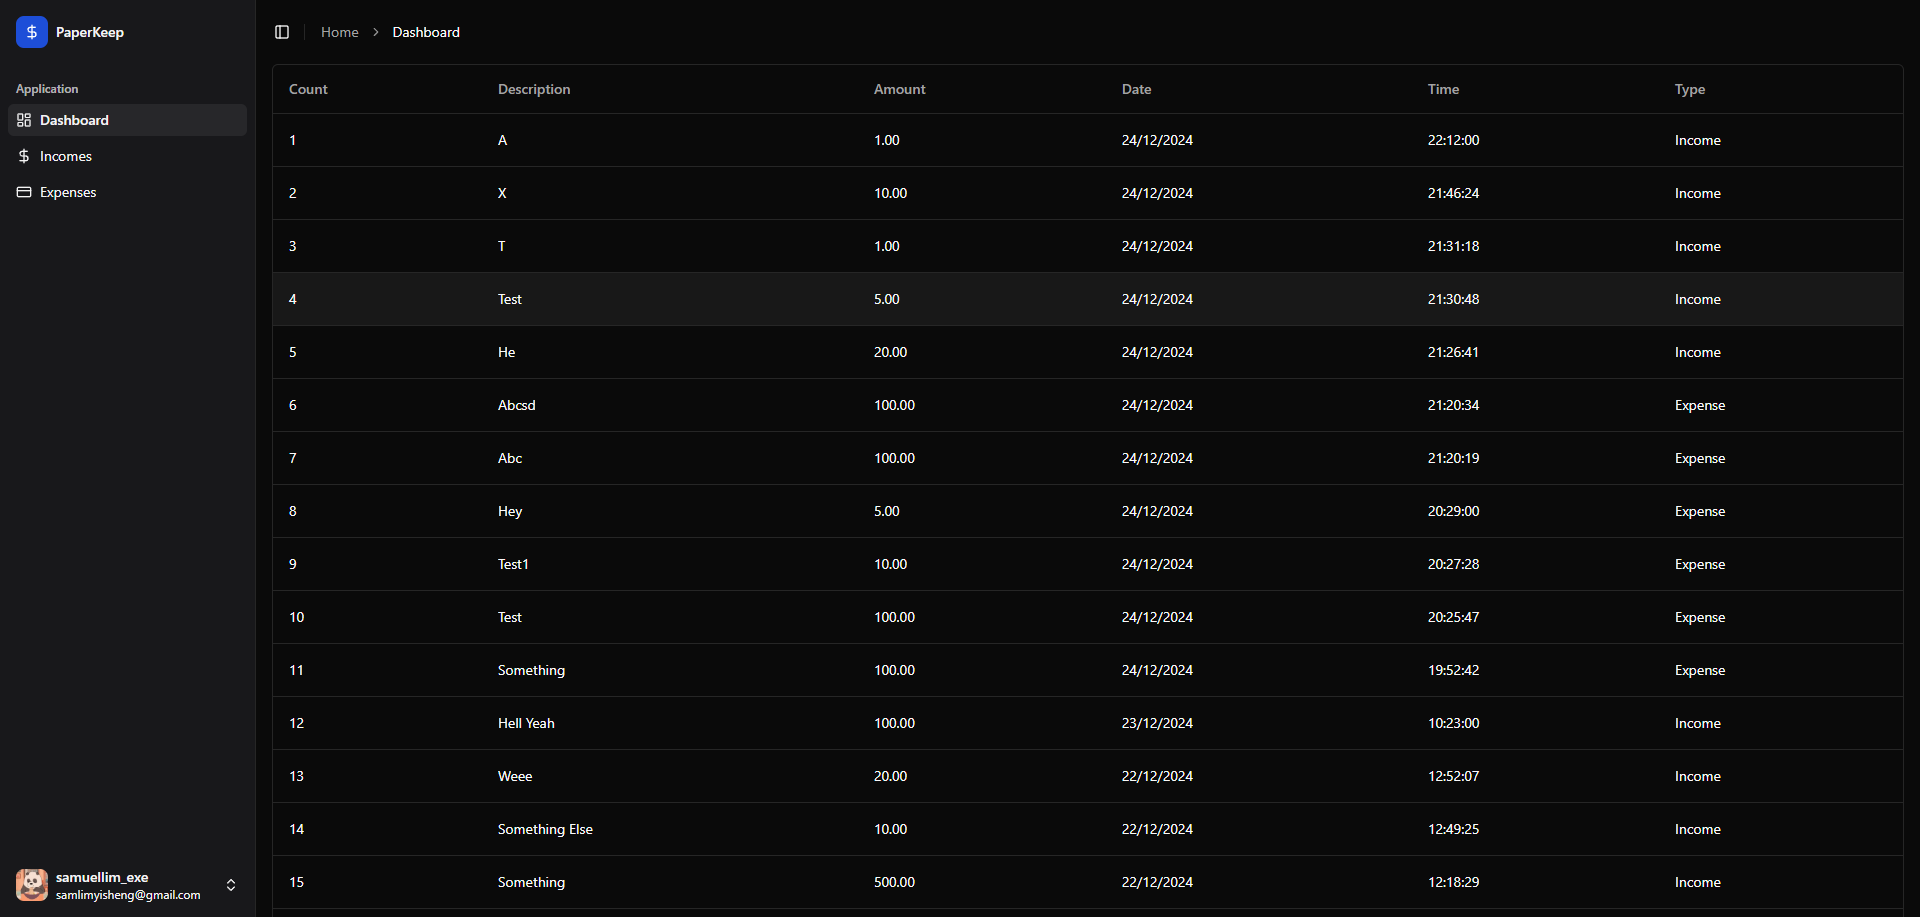 PaperKeep
Application
Dashboard
Incomes
Expenses
samuellim_exe
samlimyisheng@gmail.com
Home > Dashboard
Count Description Amount Date Time Type
1 A 1.00 24/12/2024 22:12:00 Income
2 X 10.00 24/12/2024 21:46:24 Income
3 T 1.00 24/12/2024 21:31:18 Income
4 Test 5.00 24/12/2024 21:30:48 Income
5 He 20.00 24/12/2024 21:26:41 Income
6 Abcsd 100.00 24/12/2024 21:20:34 Expense
7 Abc 100.00 24/12/2024 21:20:19 Expense
8 Hey 5.00 24/12/2024 20:29:00 Expense
9 Test1 10.00 24/12/2024 20:27:28 Expense
10 Test 100.00 24/12/2024 20:25:47 Expense
11 Something 100.00 24/12/2024 19:52:42 Expense
12 Hell Yeah 100.00 23/12/2024 10:23:00 Income
13 Weee 20.00 22/12/2024 12:52:07 Income
14 Something Else 10.00 22/12/2024 12:49:25 Income
15 Something 500.00 22/12/2024 12:18:29 Income